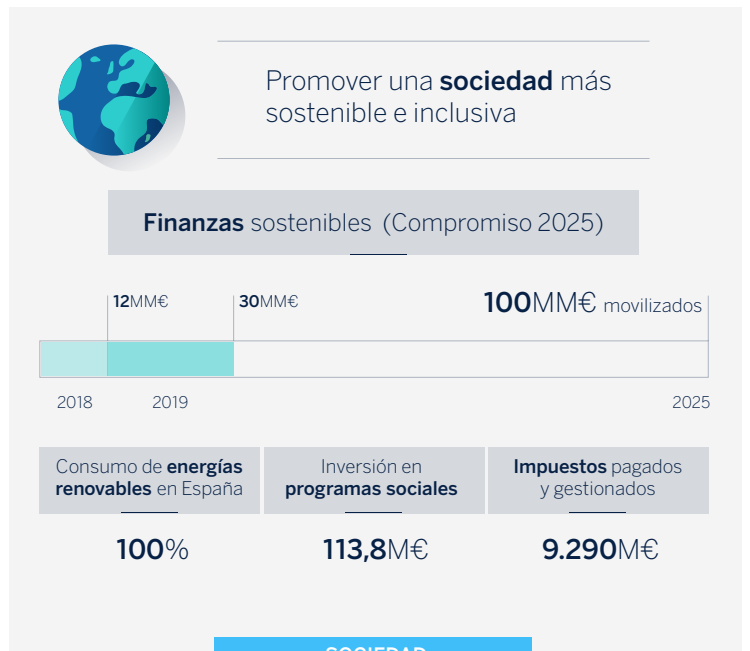 Promover una sociedad más
sostenible e inclusiva
Finanzas sostenibles (Compromiso 2025)
12MM€
30MM€
100MM€ movilizados
2018
2019
2025
Consumo de energías
renovables en España
100%
Inversión en
programas sociales
113,8M€
Impuestos pagados
y gestionados
9.290M€
SOCIEDAD